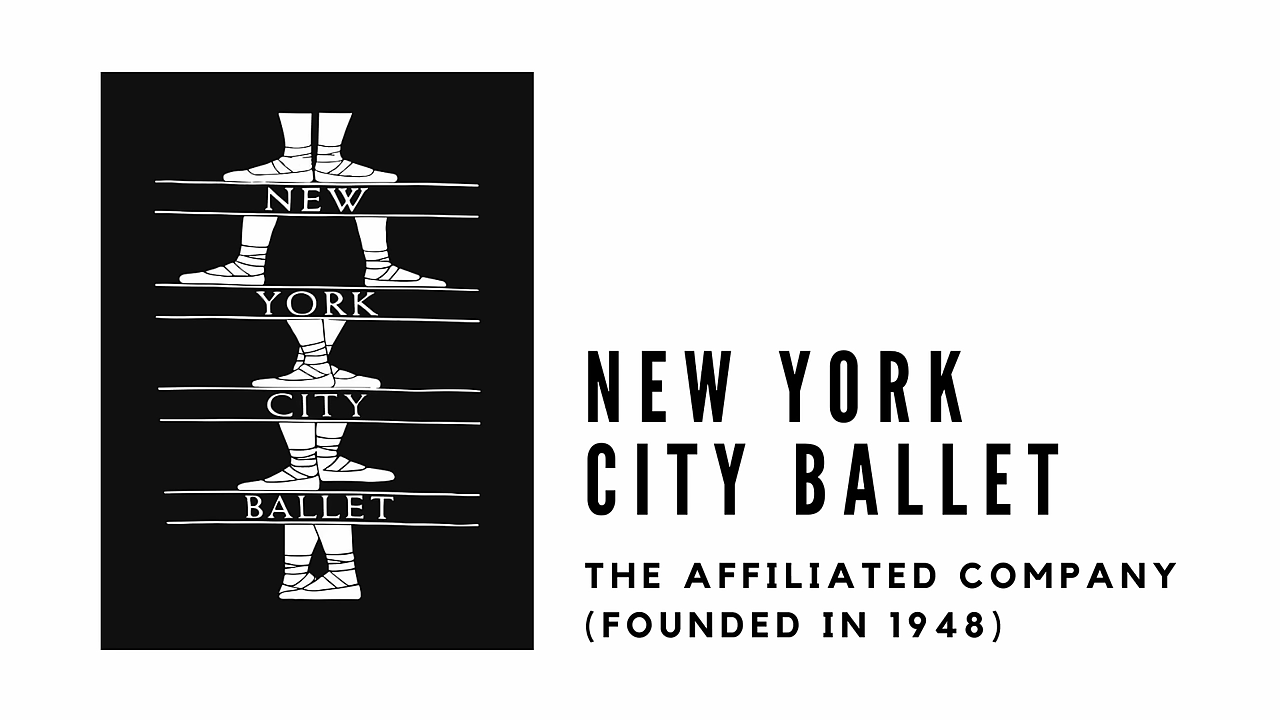 NEW
YORK
CITY
BALLET
NEW YORK
CITY BALLET
THE AFFILIATED COMPANY
(FOUNDED IN 1948)